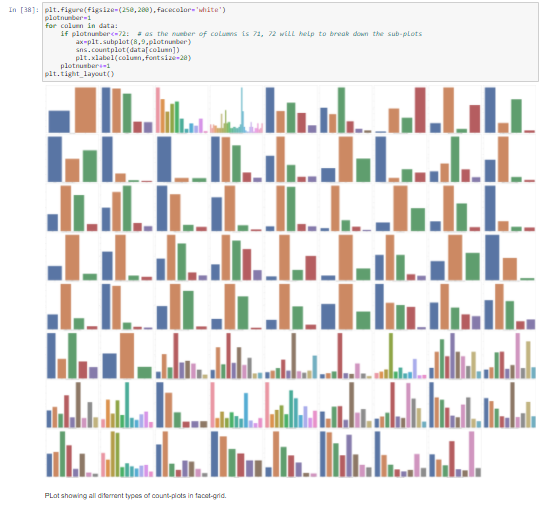 In [38]: plt.figure(figsize=(250,200),facecolor='white')
plotnumber=1
for column in data:
if plotnumber<=72: # as the number of columns is 71, 72 will help to break down the sub-plots
ax=plt.subplot(8,9,plotnumber)
sns.countplot(data[column])
plt.xlabel(column,fontsize=20)
plotnumber+=1
plt.tight_layout()
PLot showing all diferrent types of count-plots in facet-grid.